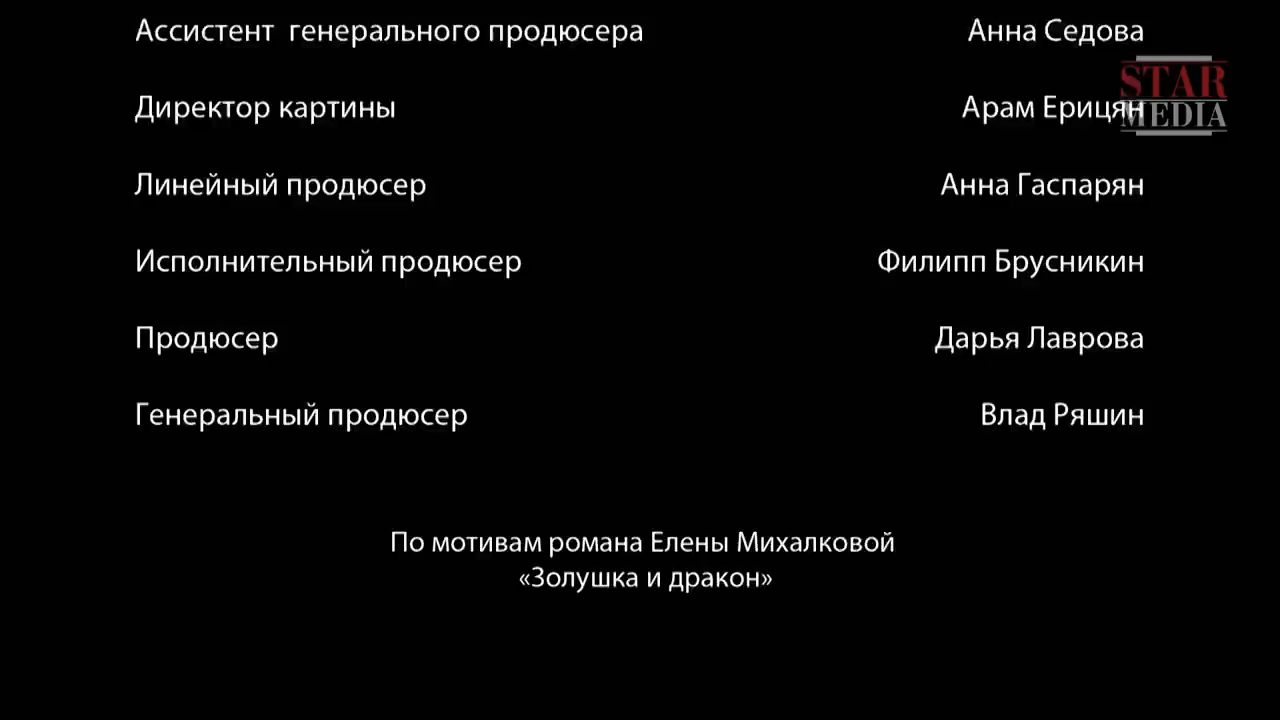 Ассистент генерального продюсера Анна Седова
STAR
MEDIA
Директор картины Арам Ерицян
Линейный продюсер Анна Гаспарян
Исполнительный продюсер Филипп Брусникин
Продюсер Дарья Лаврова
Генеральный продюсер Влад Ряшин
По мотивам романа Елены Михалковой
«Золушка и дракон»